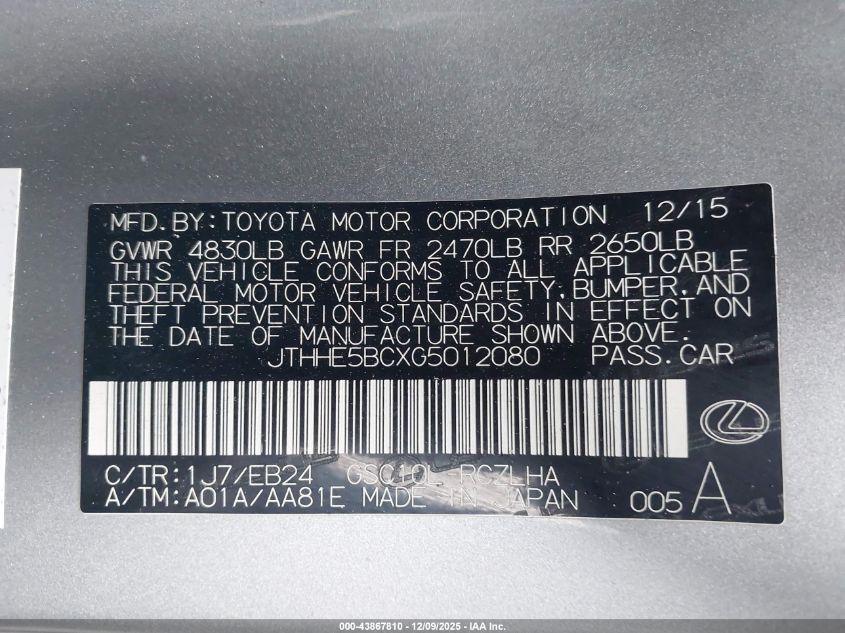 MFD.BY:TOYOTA MOTOR CORPORATION 12/15
GVWR 4830LB GAWR FR 2470LB RR 2650LB
THIS VEHICLE CONFORMS TO ALL APPLICABLE
FEDERAL MOTOR VEHICLE SAFETY,BUMPER,AND
THEFT PREVENTION STANDARDS IN EFFECT ON
THE DATE OF MANUFACTURE SHOWN ABOVE.
JTHHE5BCXG5012080 PASS.CAR
C/TR:1J7/EB24 GSC10L-RCZLHA
A/TM:A01A/AA81E MADE IN JAPAN 005 A
000-43867810 - 12/09/2025 - IAA Inc.